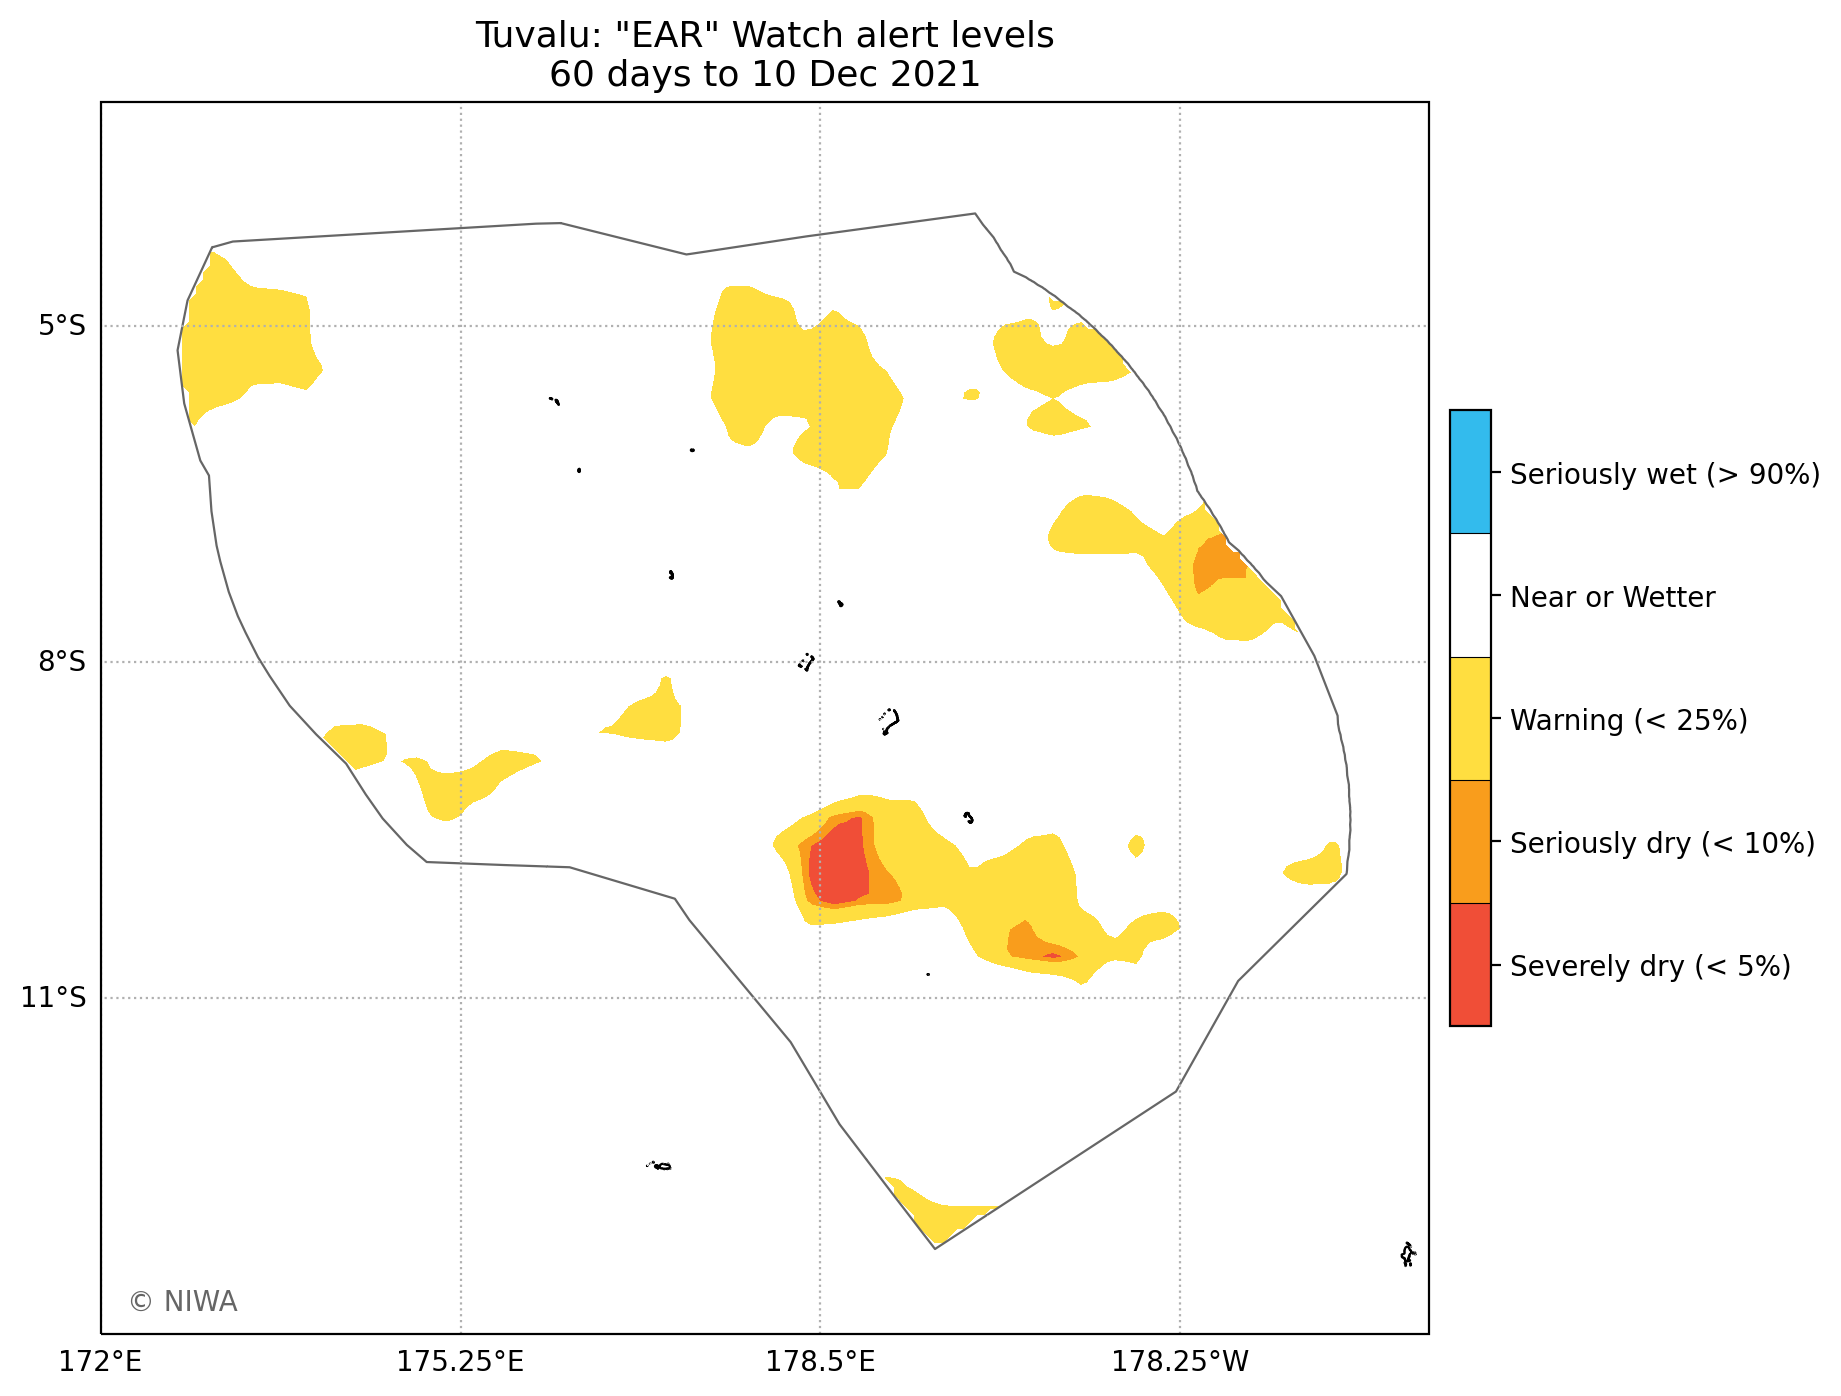 Tuvalu: "EAR" Watch alert levels
60 days to 10 Dec 2021
5°S
8°S
11°S
172°E
175.25°E
178.5°E
178.25°W
Seriously wet (> 90%)
Near or Wetter
Warning (< 25%)
Seriously dry (< 10%)
Severely dry (< 5%)
© NIWA